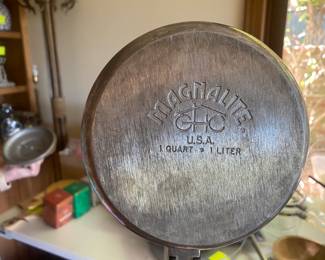 MAGNALITE
GHC
U.S.A.
1 QUART • 1 LITER